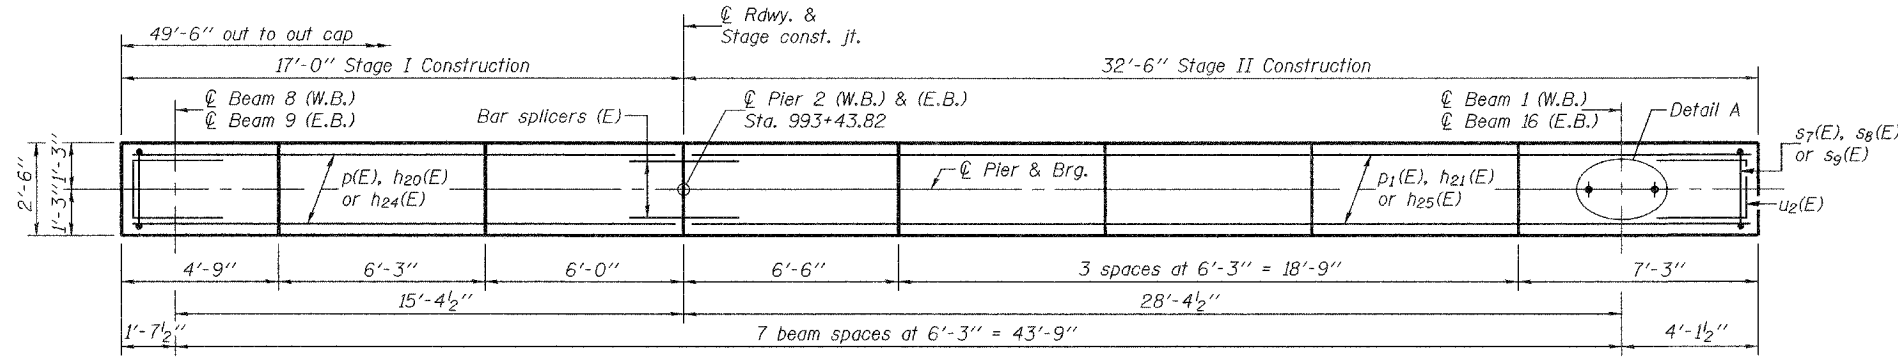 ℄ Rdwy. &
Stage const. jt.
49'-6" out to out cap
17'-0" Stage I Construction
32'-6" Stage II Construction
℄ Beam 8 (W.B.)
℄ Beam 9 (E.B.)
Bar splicers (E)
℄ Pier 2 (W.B.) & (E.B.)
Sta. 993+43.82
℄ Beam 1 (W.B.)
℄ Beam 16 (E.B.)
Detail A
s7(E), s8(E)
or s9(E)
2'-6"
1'-3"
1'-3"
p(E), h20(E)
or h24(E)
℄ Pier & Brg.
p1(E), h21(E)
or h25(E)
u2(E)
4'-9"
6'-3"
6'-0"
6'-6"
3 spaces at 6'-3" = 18'-9"
7'-3"
15'-4½"
28'-4½"
1'-7½"
7 beam spaces at 6'-3" = 43'-9"
4'-1½"